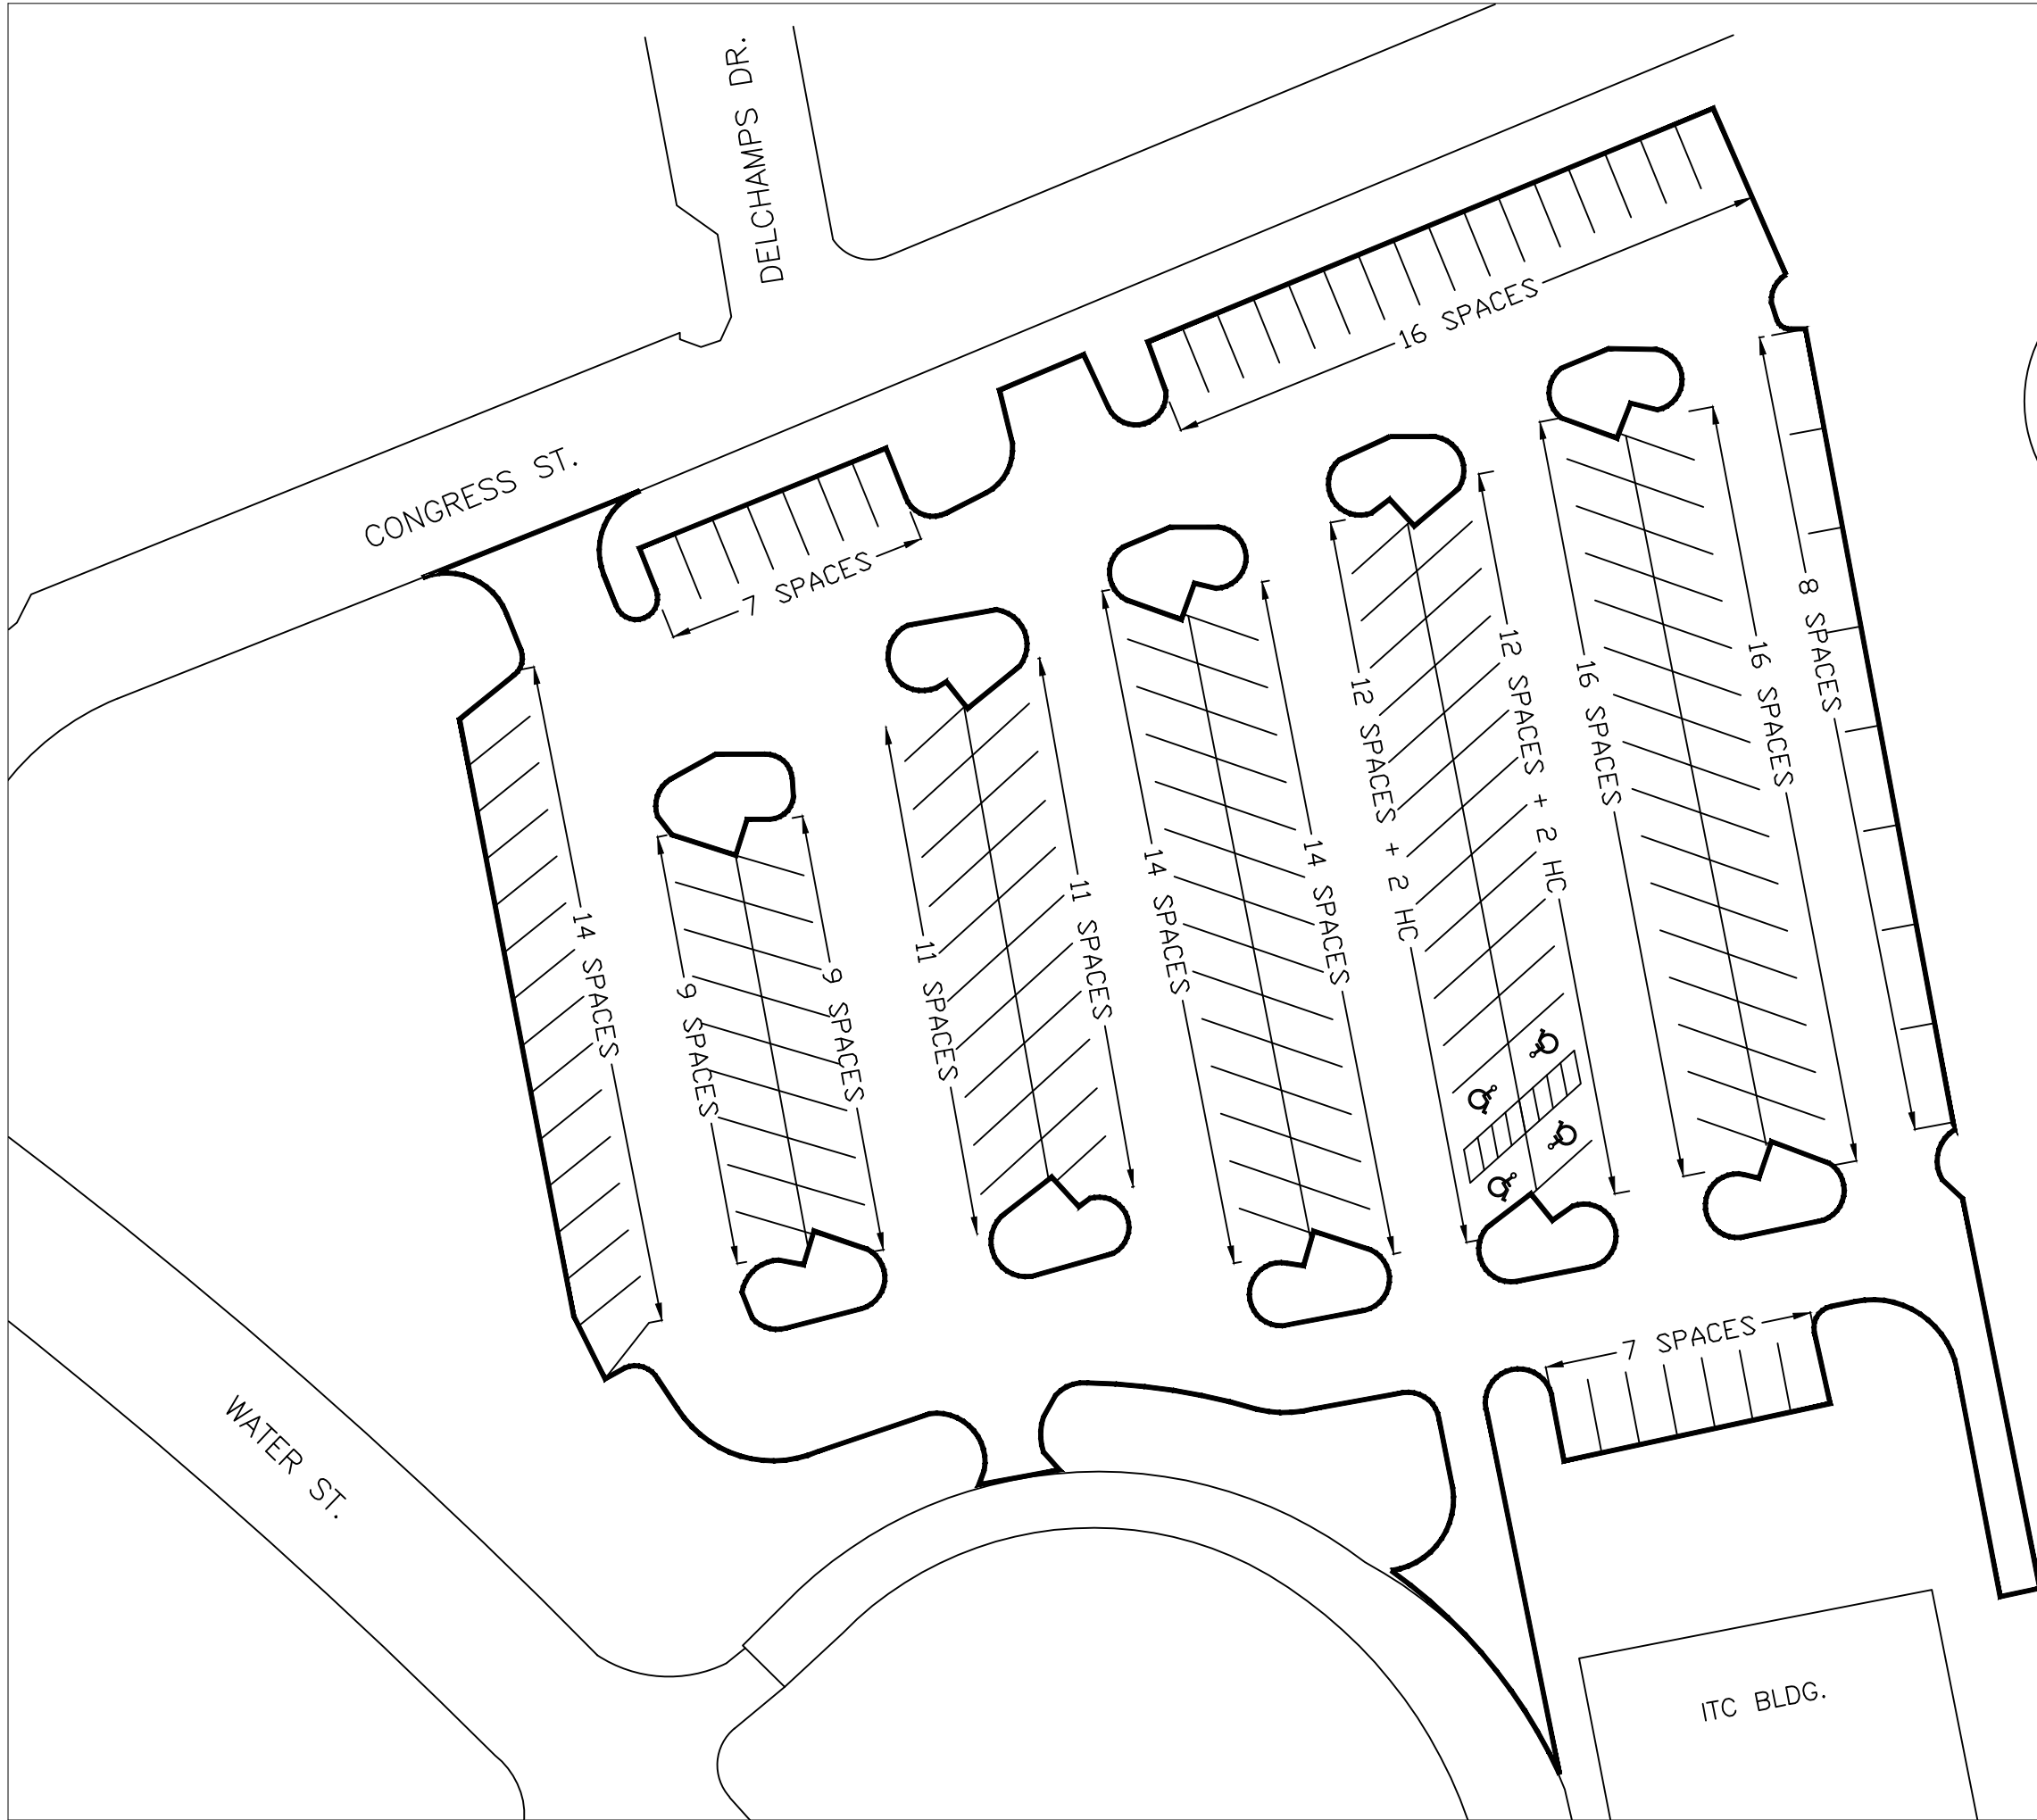 DELCHAMPS DR.
CONGRESS ST.
16 SPACES
7 SPACES
8 SPACES
14 SPACES
9 SPACES
9 SPACES
11 SPACES
11 SPACES
14 SPACES
14 SPACES
12 SPACES + 2 HC
12 SPACES + 2 HC
16 SPACES
16 SPACES
7 SPACES
WATER ST.
ITC BLDG.